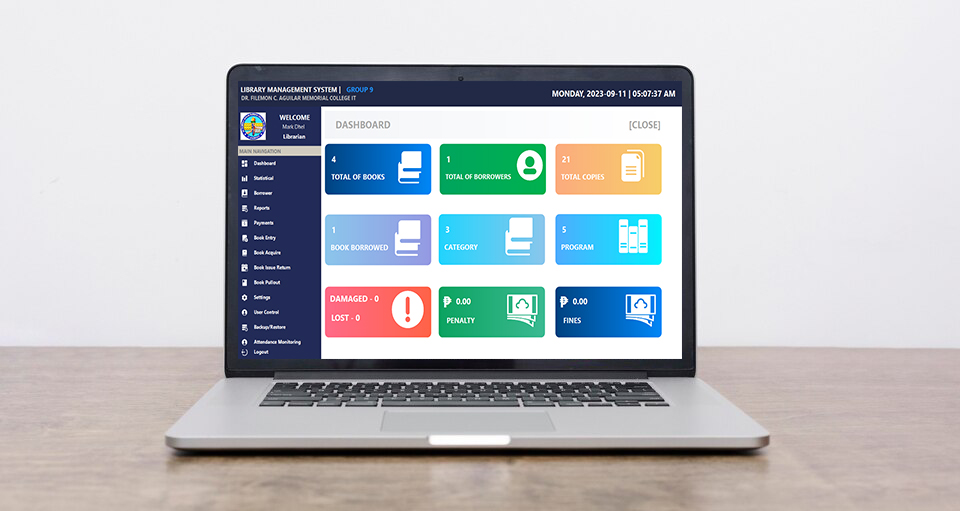 LIBRARY MANAGEMENT SYSTEM | GROUP 9
DR. FILEMON C. AGUILAR MEMORIAL COLLEGE IT
MONDAY, 2023-09-11 | 05:07:37 AM
WELCOME
Mark Dhel
Librarian
MAIN NAVIGATION
Dashboard
Statistical
Borrower
Reports
Payments
Book Entry
Book Acquire
Book Issue Return
Book Pullout
Settings
User Control
Backup/Restore
Attendance Monitoring
Logout
DASHBOARD [CLOSE]
4
TOTAL OF BOOKS
1
TOTAL OF BORROWERS
21
TOTAL COPIES
1
BOOK BORROWED
3
CATEGORY
5
PROGRAM
DAMAGED - 0
LOST - 0
₱ 0.00
PENALTY
₱ 0.00
FINES